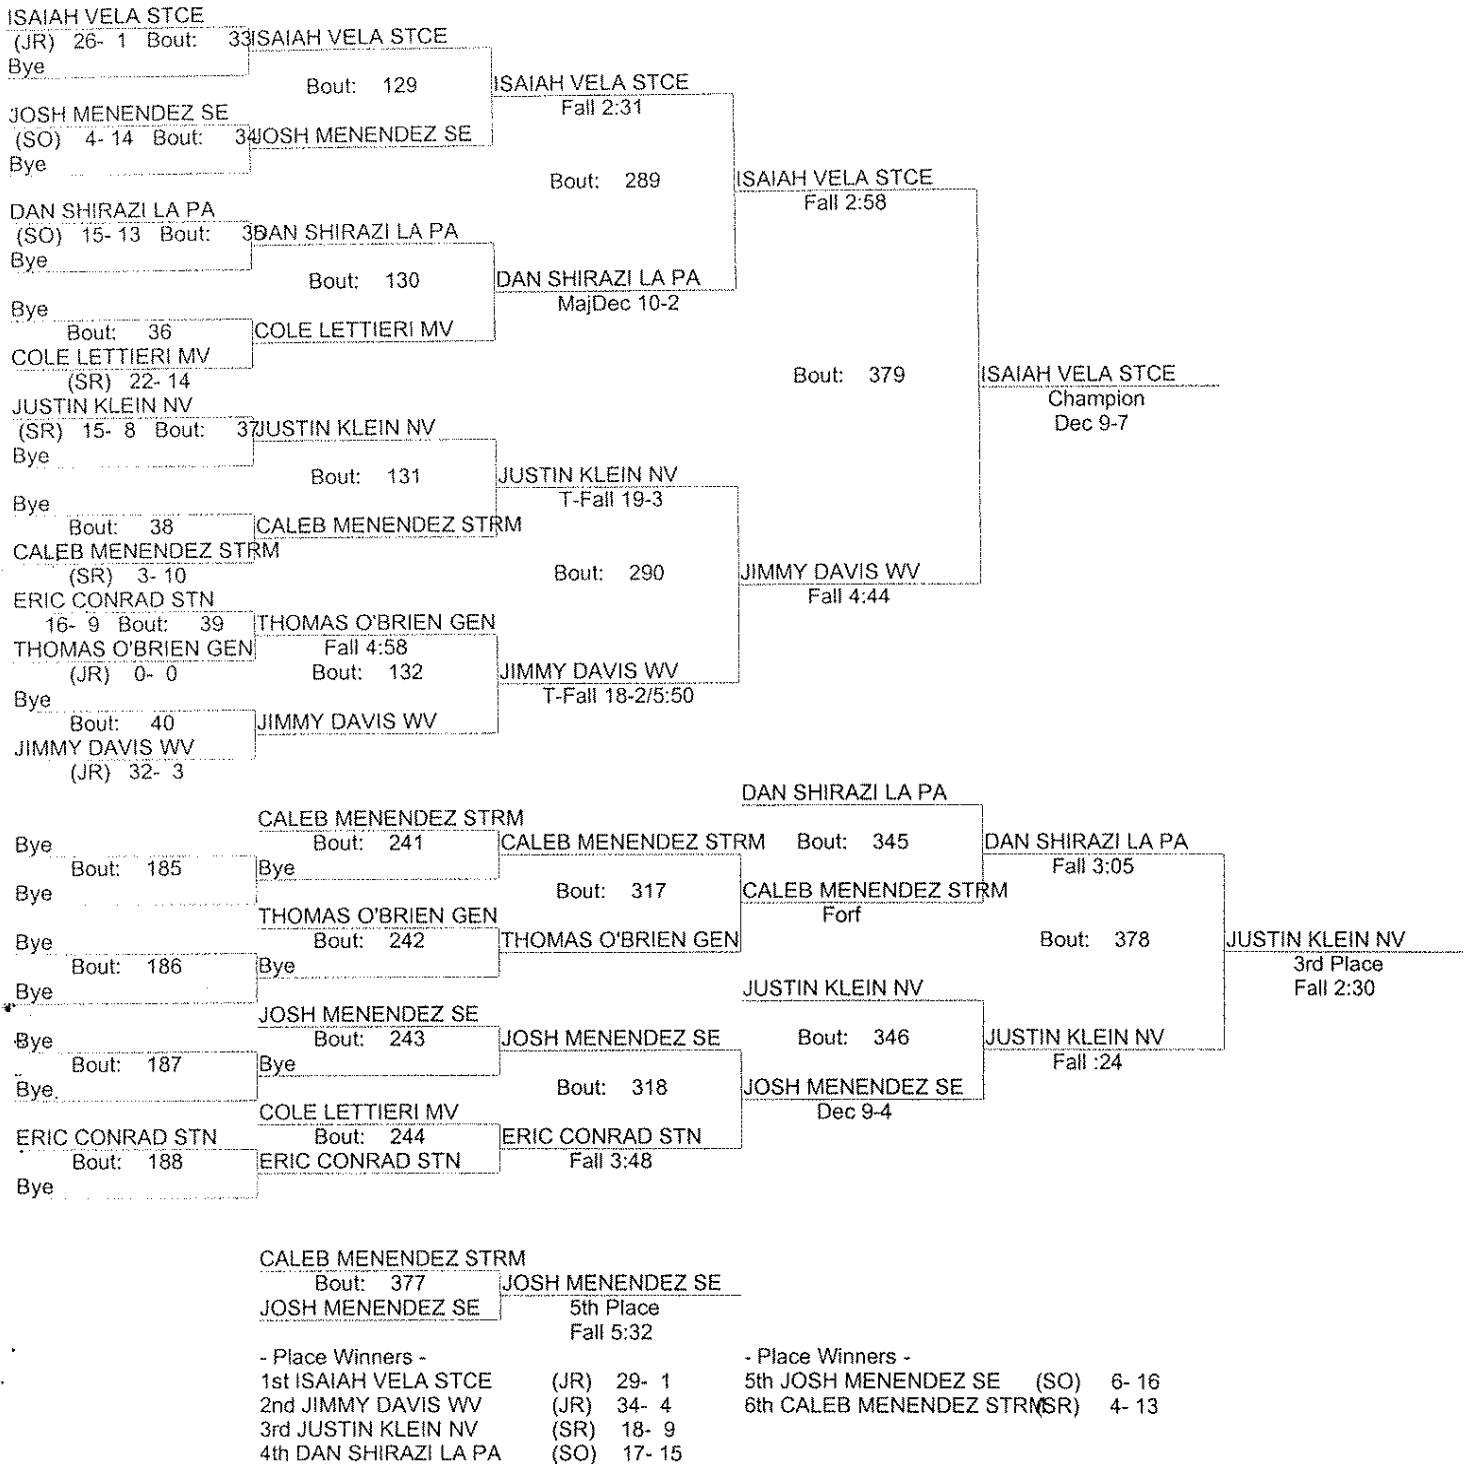 ISAIAH VELA STCE
(JR) 26- 1 Bout: 33
Bye
ISAIAH VELA STCE
Bout: 129
JOSH MENENDEZ SE
(SO) 4- 14 Bout: 34
Bye
JOSH MENENDEZ SE
ISAIAH VELA STCE
Fall 2:31
Bout: 289
DAN SHIRAZI LA PA
(SO) 15- 13 Bout: 35
Bye
DAN SHIRAZI LA PA
Bout: 130
Bye
Bout: 36
COLE LETTIERI MV
(SR) 22- 14
COLE LETTIERI MV
DAN SHIRAZI LA PA
MajDec 10-2
ISAIAH VELA STCE
Fall 2:58
Bout: 379
ISAIAH VELA STCE
Champion
Dec 9-7
JUSTIN KLEIN NV
(SR) 15- 8 Bout: 37
Bye
JUSTIN KLEIN NV
Bout: 131
Bye
Bout: 38
CALEB MENENDEZ STRM
(SR) 3- 10
CALEB MENENDEZ STRM
JUSTIN KLEIN NV
T-Fall 19-3
Bout: 290
JIMMY DAVIS WV
Fall 4:44
ERIC CONRAD STN
16- 9 Bout: 39
THOMAS O'BRIEN GEN
(JR) 0- 0
THOMAS O'BRIEN GEN
Fall 4:58
Bout: 132
Bye
Bout: 40
JIMMY DAVIS WV
(JR) 32- 3
JIMMY DAVIS WV
JIMMY DAVIS WV
T-Fall 18-2/5:50
Bye
Bout: 185
Bye
CALEB MENENDEZ STRM
Bout: 241
Bye
CALEB MENENDEZ STRM
Bout: 317
Bye
Bout: 186
Bye
THOMAS O'BRIEN GEN
Bout: 242
Bye
THOMAS O'BRIEN GEN
DAN SHIRAZI LA PA
Bout: 345
CALEB MENENDEZ STRM
Forf
DAN SHIRAZI LA PA
Fall 3:05
Bout: 378
JUSTIN KLEIN NV
3rd Place
Fall 2:30
Bye
Bout: 187
Bye
JOSH MENENDEZ SE
Bout: 243
Bye
JOSH MENENDEZ SE
Bout: 318
ERIC CONRAD STN
Bout: 188
Bye
COLE LETTIERI MV
Bout: 244
ERIC CONRAD STN
ERIC CONRAD STN
Fall 3:48
JUSTIN KLEIN NV
Bout: 346
JOSH MENENDEZ SE
Dec 9-4
JUSTIN KLEIN NV
Fall :24
CALEB MENENDEZ STRM
Bout: 377
JOSH MENENDEZ SE
JOSH MENENDEZ SE
5th Place
Fall 5:32
- Place Winners -
1st ISAIAH VELA STCE (JR) 29- 1
2nd JIMMY DAVIS WV (JR) 34- 4
3rd JUSTIN KLEIN NV (SR) 18- 9
4th DAN SHIRAZI LA PA (SO) 17- 15
- Place Winners -
5th JOSH MENENDEZ SE (SO) 6- 16
6th CALEB MENENDEZ STRM (SR) 4- 13